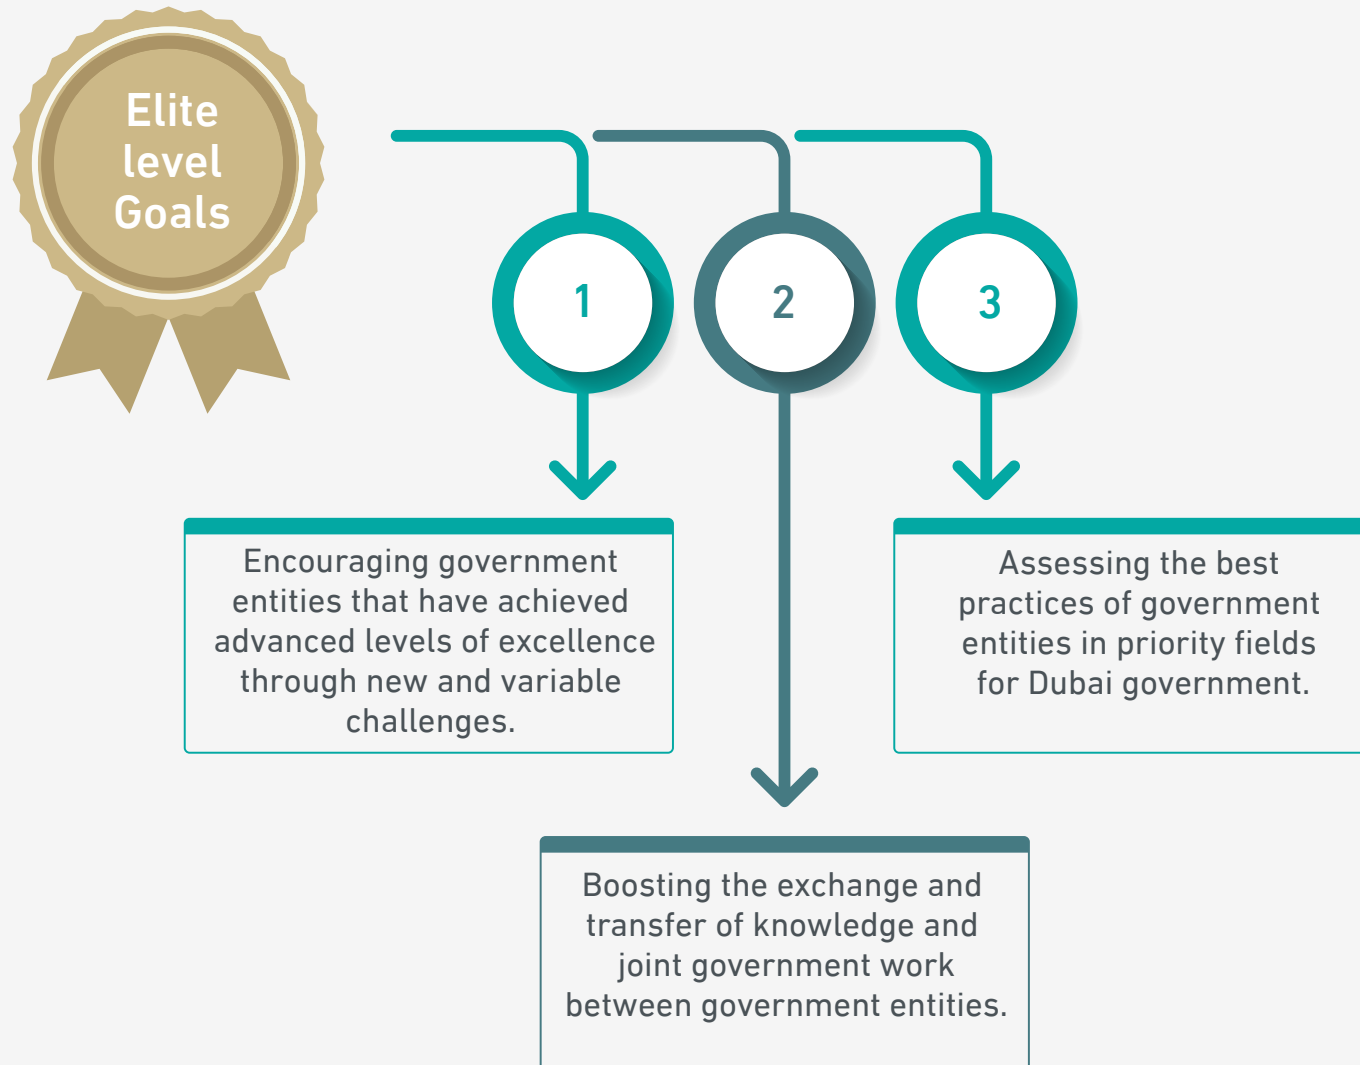 Elite
level
Goals
1
2
3
Encouraging government
entities that have achieved
advanced levels of excellence
through new and variable
challenges.
Assessing the best
practices of government
entities in priority fields
for Dubai government.
Boosting the exchange and
transfer of knowledge and
joint government work
between government entities.